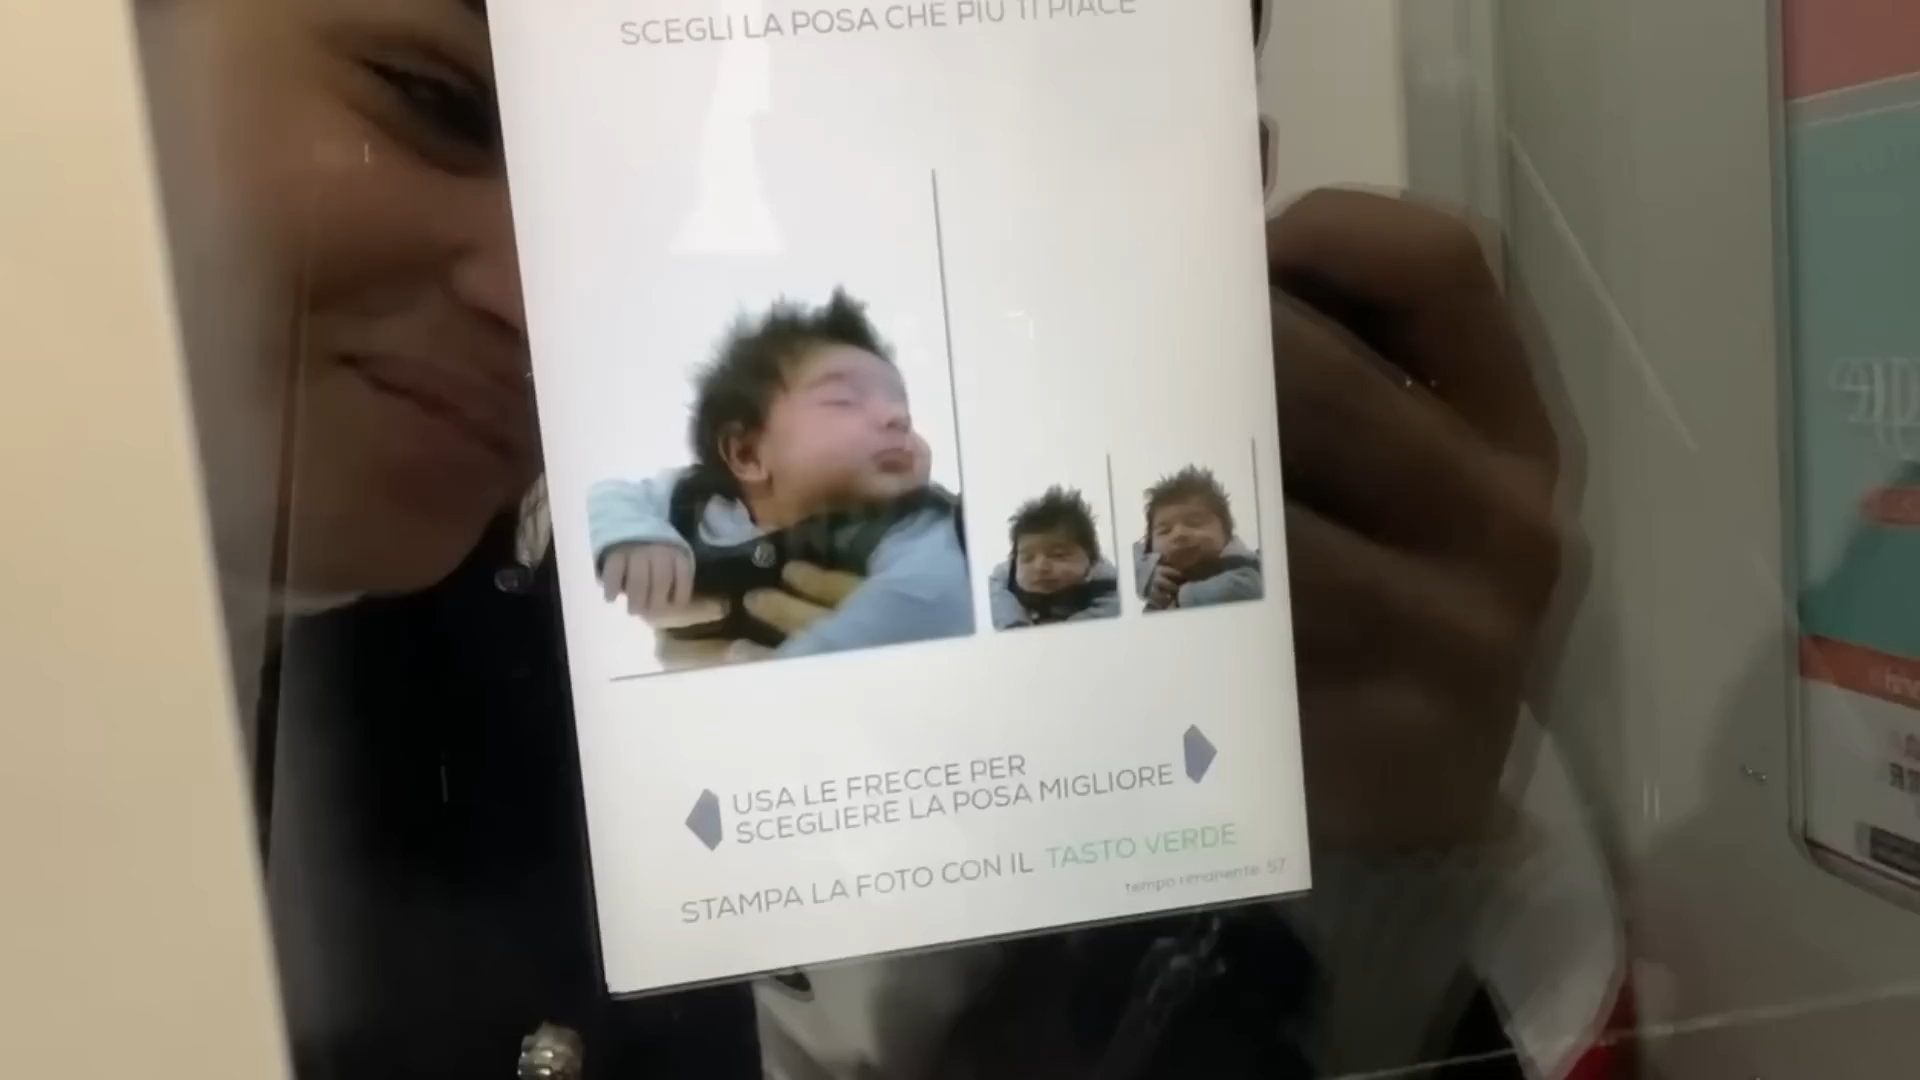 SCEGLI LA POSA CHE PIÙ TI PIACE
USA LE FRECCE PER
SCEGLIERE LA POSA MIGLIORE
STAMPA LA FOTO CON IL TASTO VERDE
tempo rimanente 57